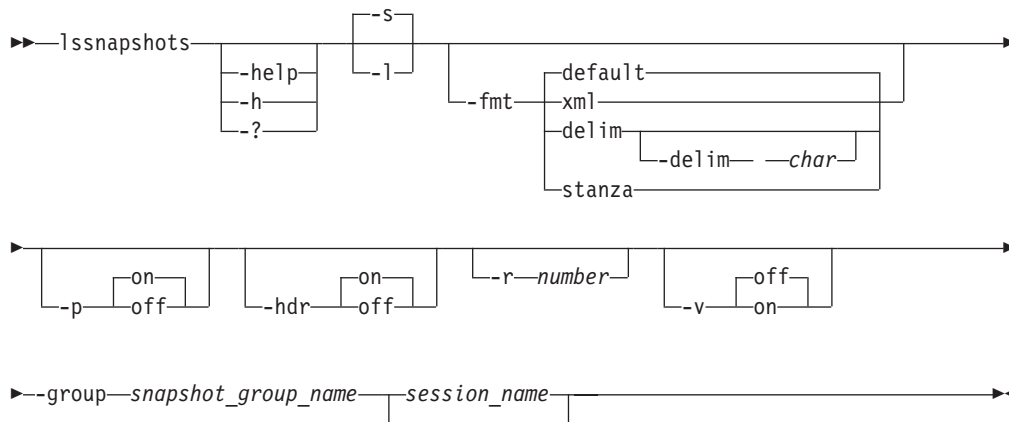 -s
lssnapshots
-help
-l
default
-h
-fmt
xml
-?
delim
-delim char
stanza
on
on
off
-p
off
-hdr
off
-r
number
-v
on
-group snapshot_group_name session_name